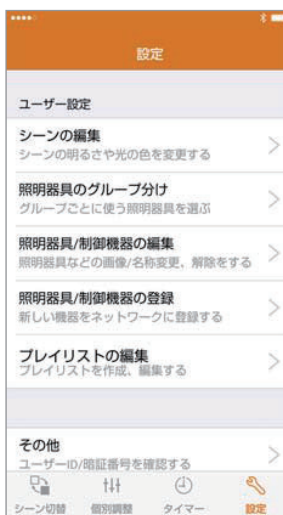 設定
ユーザー設定
シーンの編集
シーンの明るさや光の色を変更する
照明器具のグループ分け
グループごとに使う照明器具を選ぶ
照明器具/制御機器の編集
照明器具などの画像/名称変更、解除をする
照明器具/制御機器の登録
新しい機器をネットワークに登録する
プレイリストの編集
プレイリストを作成、編集する
その他
ユーザーID/暗証番号を確認する
シーン切替 個別調整 タイマー 設定